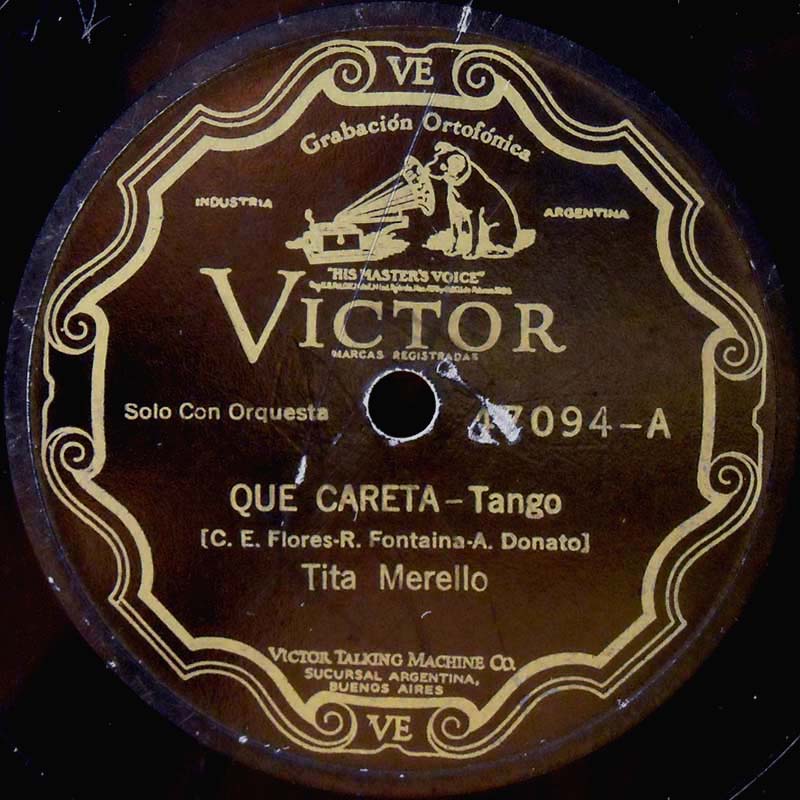 VE
Grabación Ortofónica
INDUSTRIA
ARGENTINA
"HIS MASTER'S VOICE"
VICTOR
MARCAS REGISTRADAS
Solo Con Orquesta
47094-A
QUE CARETA-Tango
[C. E. Flores-R. Fontaina-A. Donato]
Tita Merello
VICTOR TALKING MACHINE CO.
SUCURSAL ARGENTINA,
BUENOS AIRES
VE